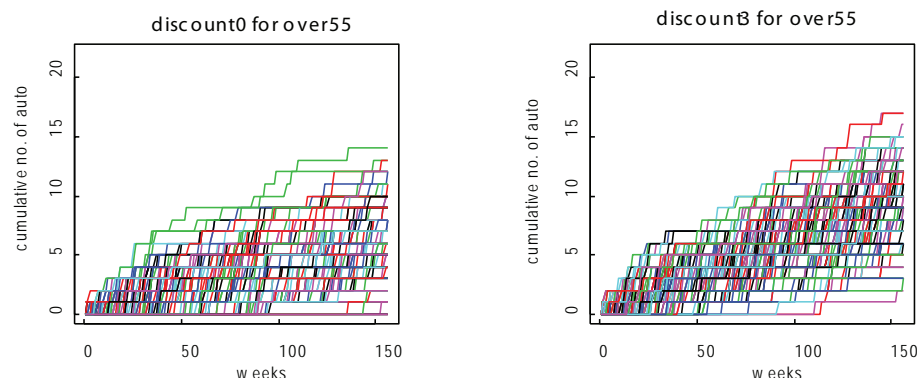 discount0 for over55
cumulative no. of auto
20
15
10
5
0
0 50 100 150
weeks
discount3 for over55
cumulative no. of auto
20
15
10
5
0
0 50 100 150
weeks